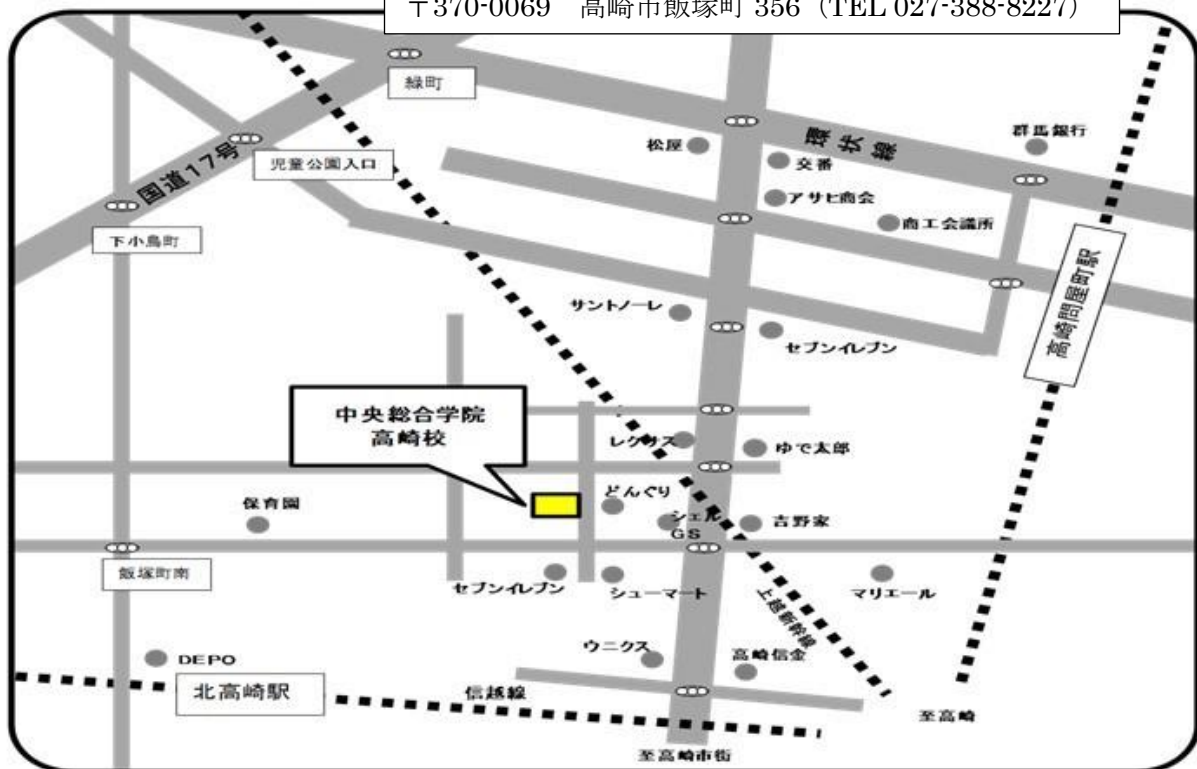 〒370-0069　高崎市飯塚町 356（TEL 027-388-8227）
緑町
国道17号
児童公園入口
下小鳥町
松屋
交番
環状線
群馬銀行
アサヒ商会
商工会議所
高崎問屋町駅
サントノーレ
セブンイレブン
中央総合学院
高崎校
レクサス
ゆで太郎
どんぐり
シェル
GS
吉野家
保育園
飯塚町南
セブンイレブン
シューマート
マリエール
上越新幹線
ウニクス
高崎信金
DEPO
北高崎駅
信越線
至高崎
至高崎市街